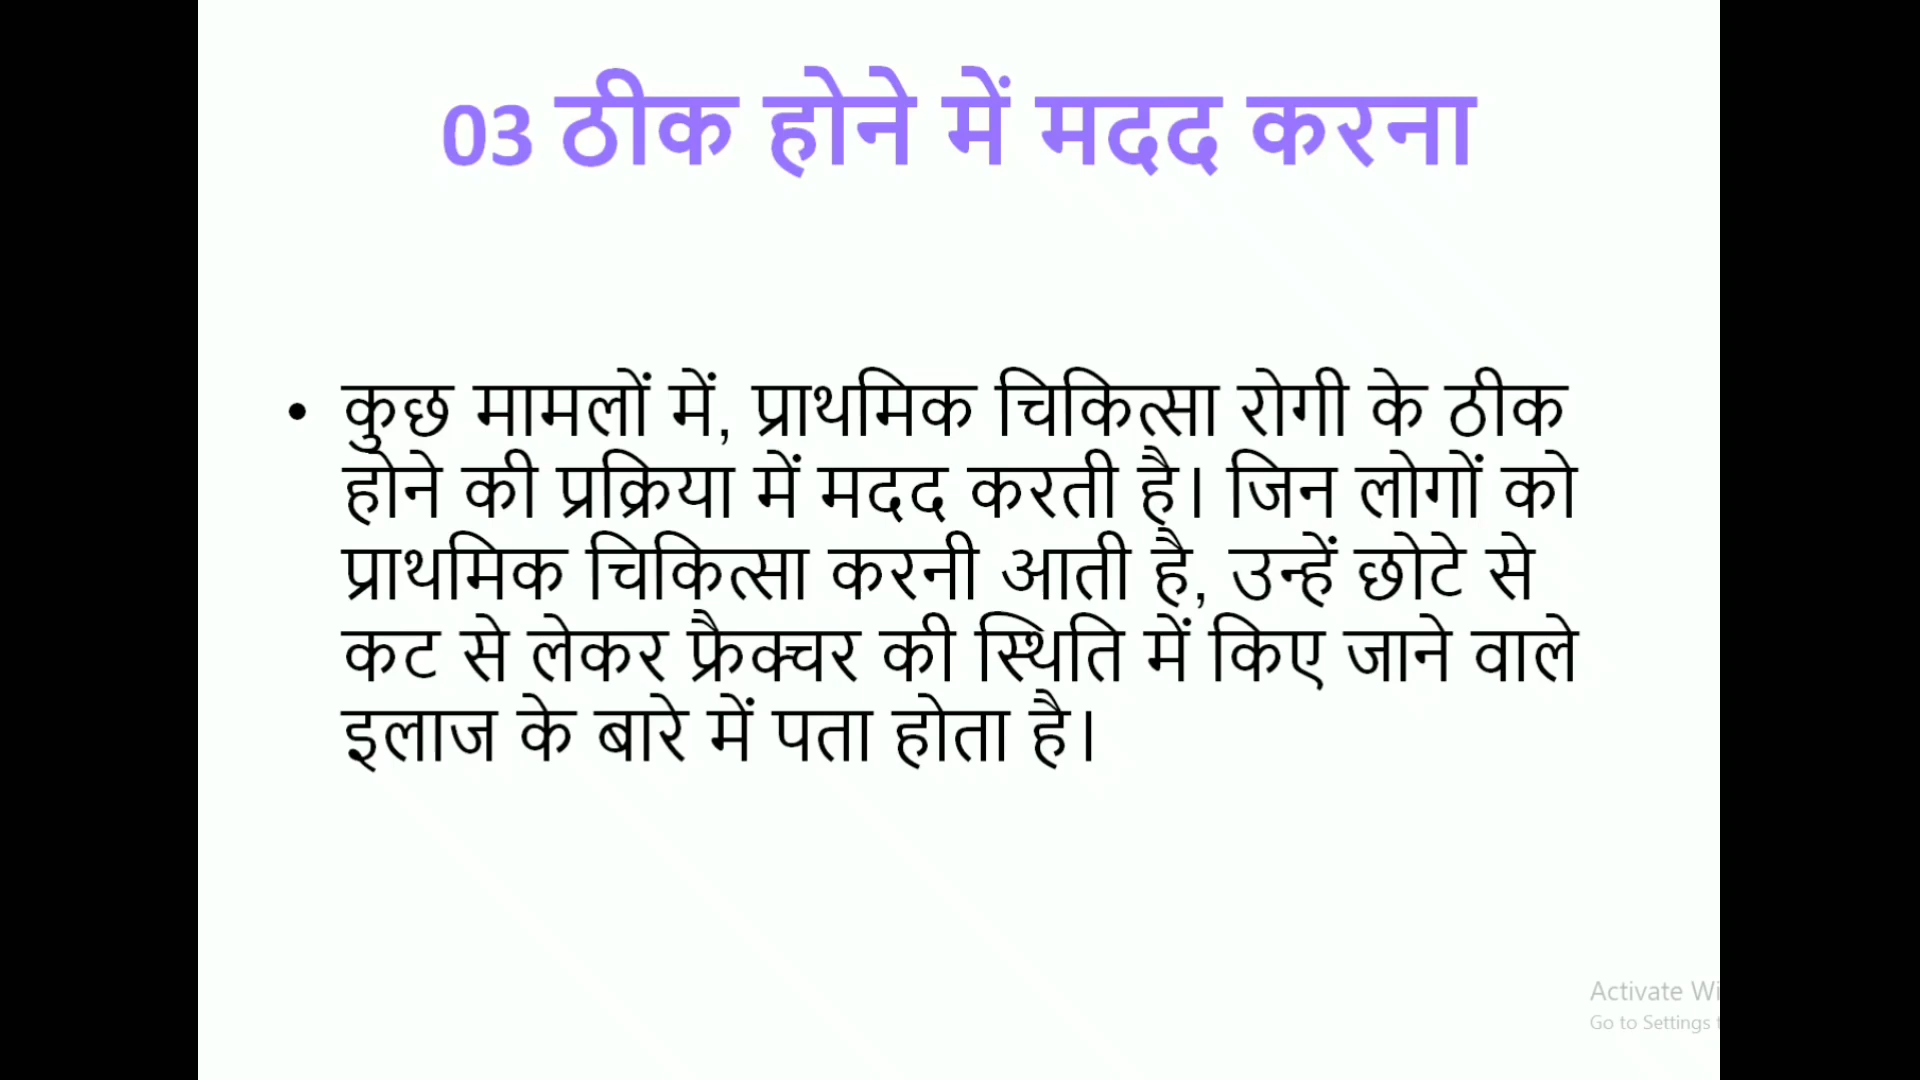 03 ठीक होने में मदद करना
• कुछ मामलों में, प्राथमिक चिकित्सा रोगी के ठीक
होने की प्रक्रिया में मदद करती है। जिन लोगों को
प्राथमिक चिकित्सा करनी आती है, उन्हें छोटे से
कट से लेकर फ्रैक्चर की स्थिति में किए जाने वाले
इलाज के बारे में पता होता है।
Activate Wi
Go to Settings